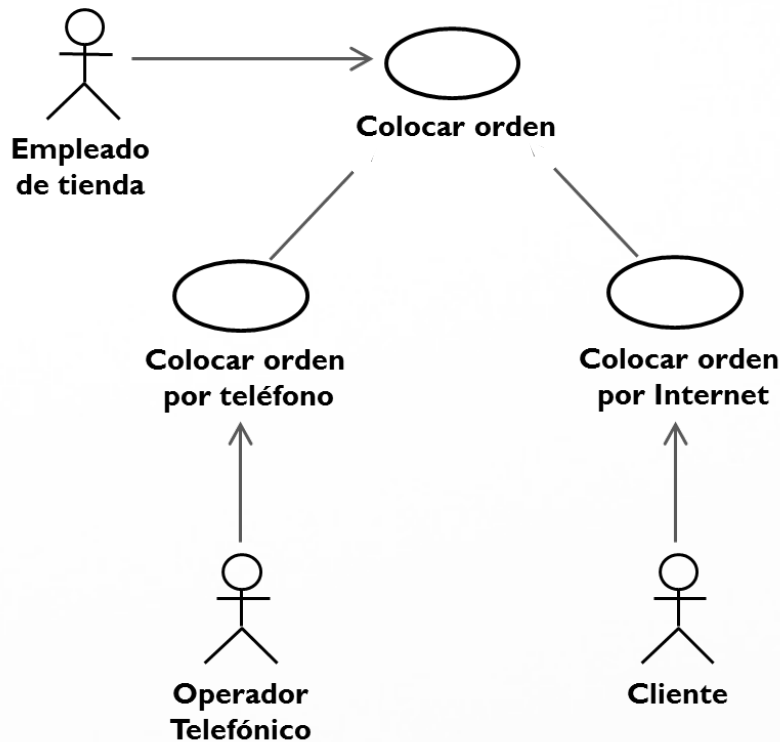 Colocar orden
Empleado
de tienda
Colocar orden
por teléfono
Colocar orden
por Internet
Operador
Telefónico
Cliente